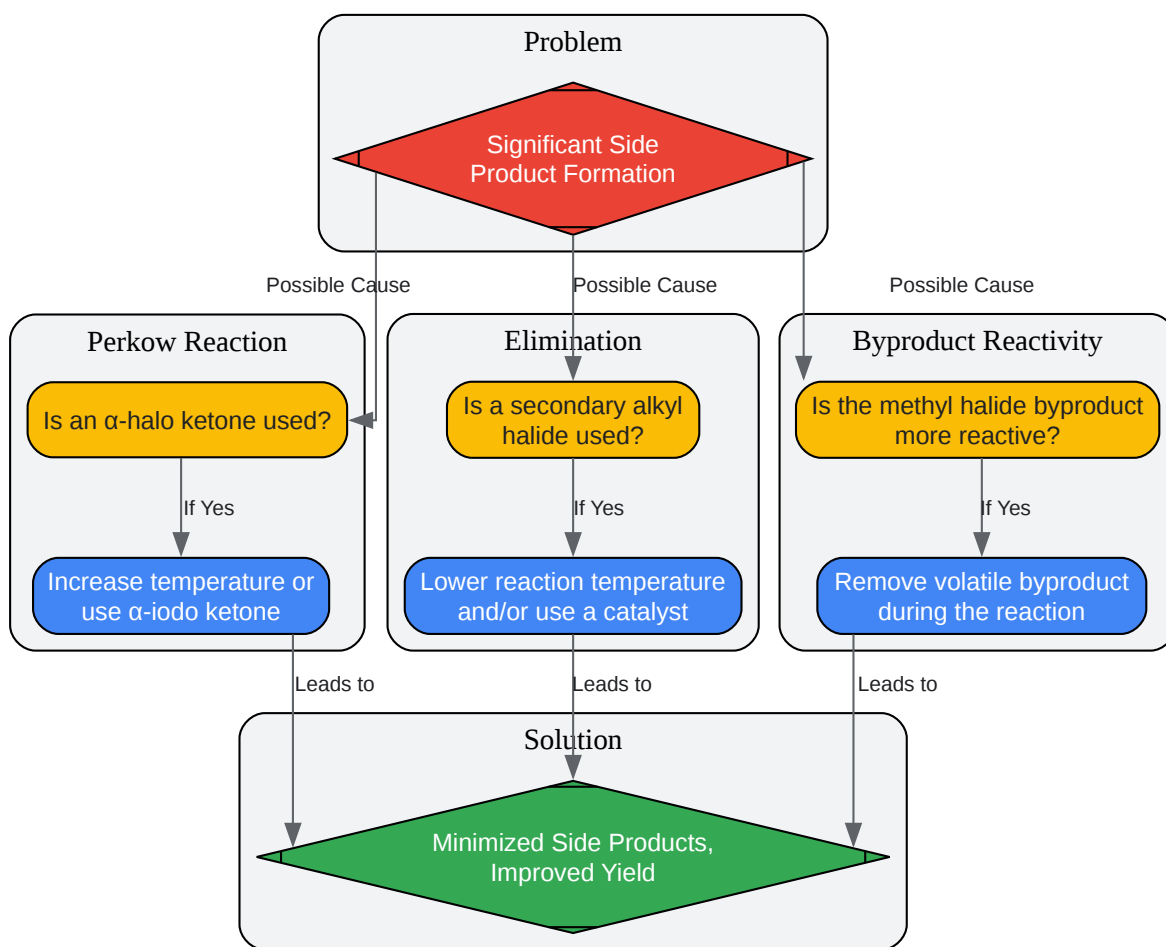 Problem
Significant Side
Product Formation
Possible Cause
Possible Cause
Possible Cause
Perkow Reaction
Is an α-halo ketone used?
If Yes
Increase temperature or
use α-iodo ketone
Elimination
Is a secondary alkyl
halide used?
If Yes
Lower reaction temperature
and/or use a catalyst
Byproduct Reactivity
Is the methyl halide byproduct
more reactive?
If Yes
Remove volatile byproduct
during the reaction
Leads to
Leads to
Leads to
Solution
Minimized Side Products,
Improved Yield